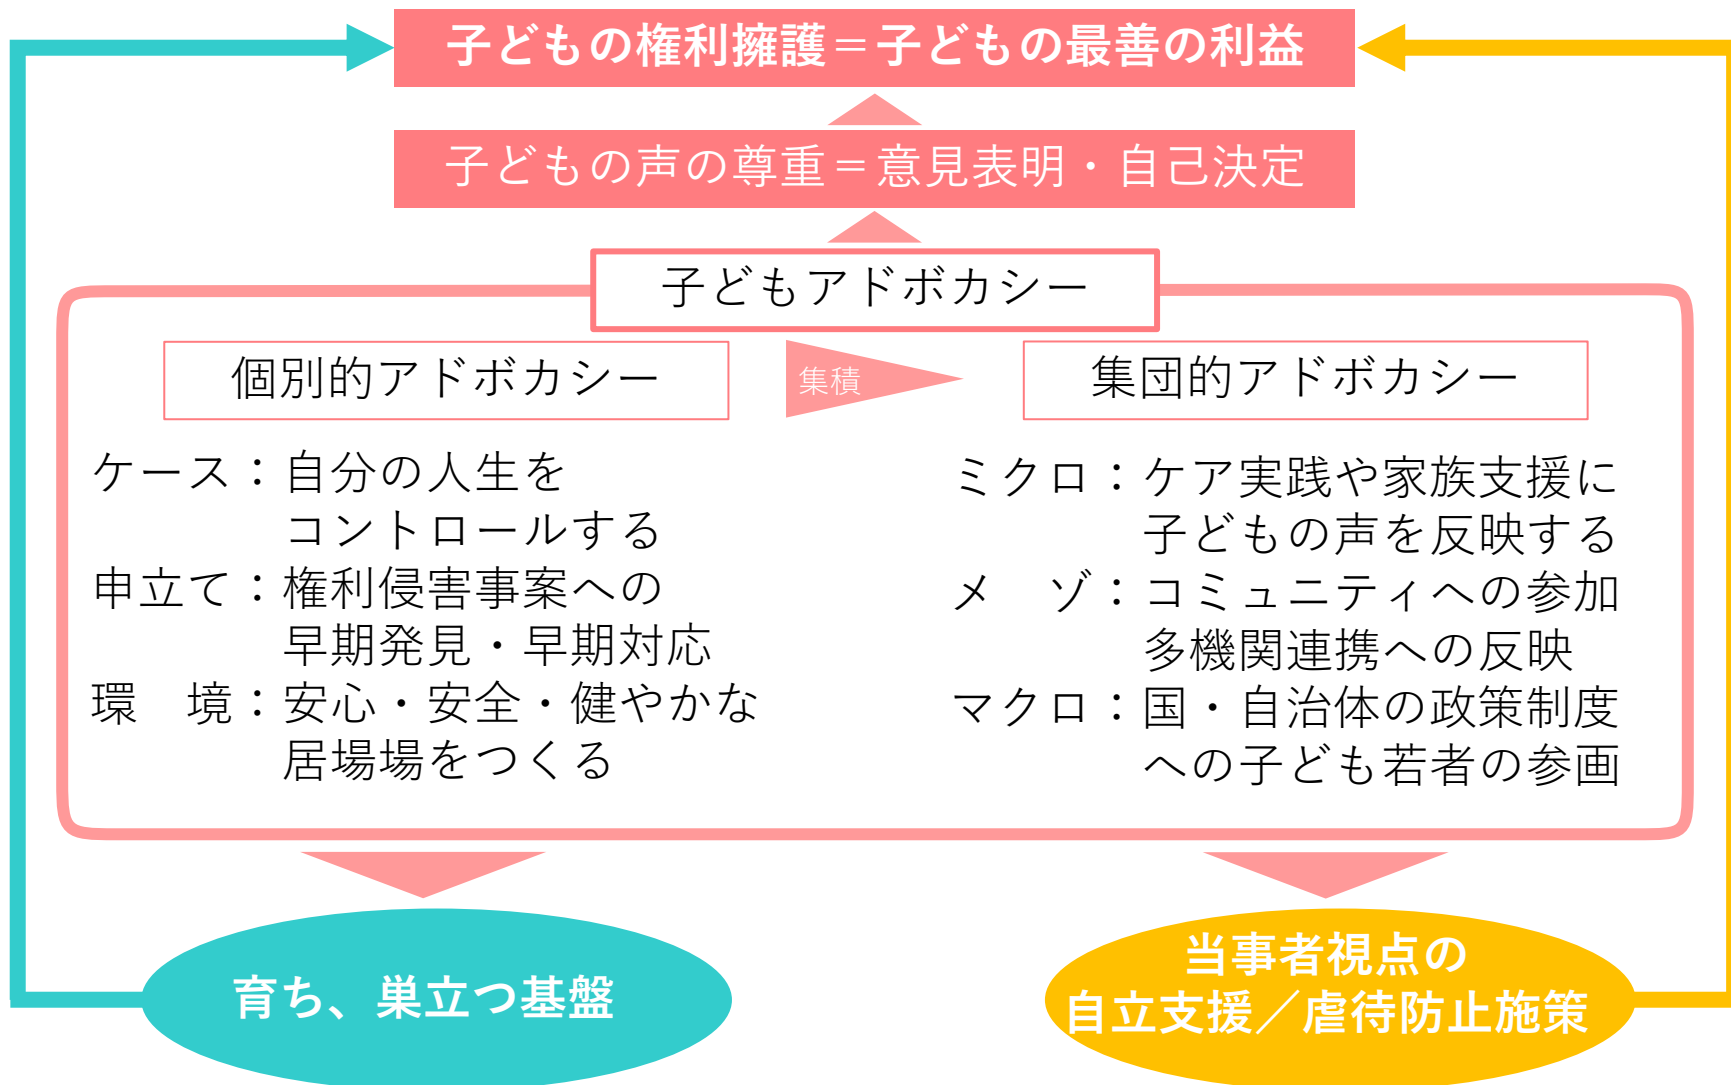 子どもの権利擁護＝子どもの最善の利益
子どもの声の尊重＝意見表明・自己決定
子どもアドボカシー
個別的アドボカシー
集積
集団的アドボカシー
ケース：自分の人生を
コントロールする
申立て：権利侵害事案への
早期発見・早期対応
環　境：安心・安全・健やかな
居場場をつくる
ミクロ：ケア実践や家族支援に
子どもの声を反映する
メ　ゾ：コミュニティへの参加
多機関連携への反映
マクロ：国・自治体の政策制度
への子ども若者の参画
育ち、巣立つ基盤
当事者視点の
自立支援／虐待防止施策